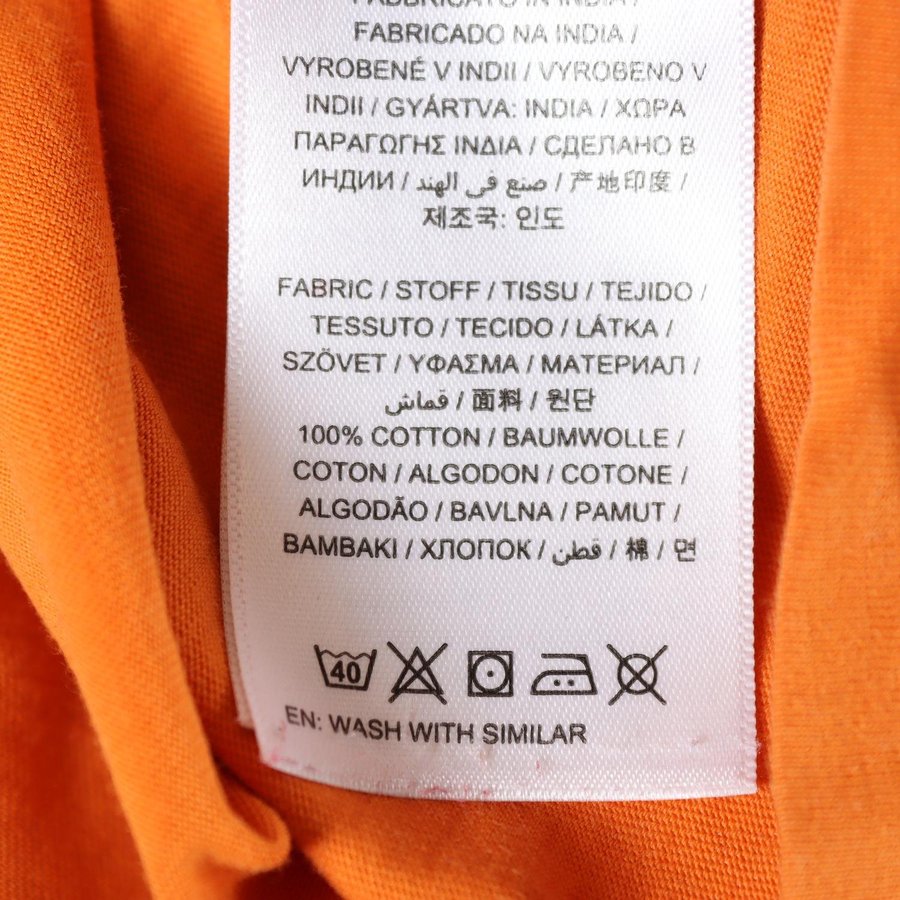 FABBRICATO IN INDIA /
FABRICADO NA INDIA /
VYROBENÉ V INDII / VYROBENO V
INDII / GYÁRTVA: INDIA / ΧΩΡΑ
ΠΑΡΑΓΩΓΗΣ ΙΝΔΙΑ / СДЕЛАНО В
ИНДИИ / صنع في الهند / 产地印度 /
제조국: 인도
FABRIC / STOFF / TISSU / TEJIDO /
TESSUTO / TECIDO / LÁTKA /
SZÖVET / ΥΦΑΣΜΑ / МАТЕРИАЛ /
قماش / 面料 / 원단
100% COTTON / BAUMWOLLE /
COTON / ALGODON / COTONE /
ALGODÃO / BAVLNA / PAMUT /
BAMBAKI / ХЛОПОК / قطن / 棉 / 면
40
EN: WASH WITH SIMILAR